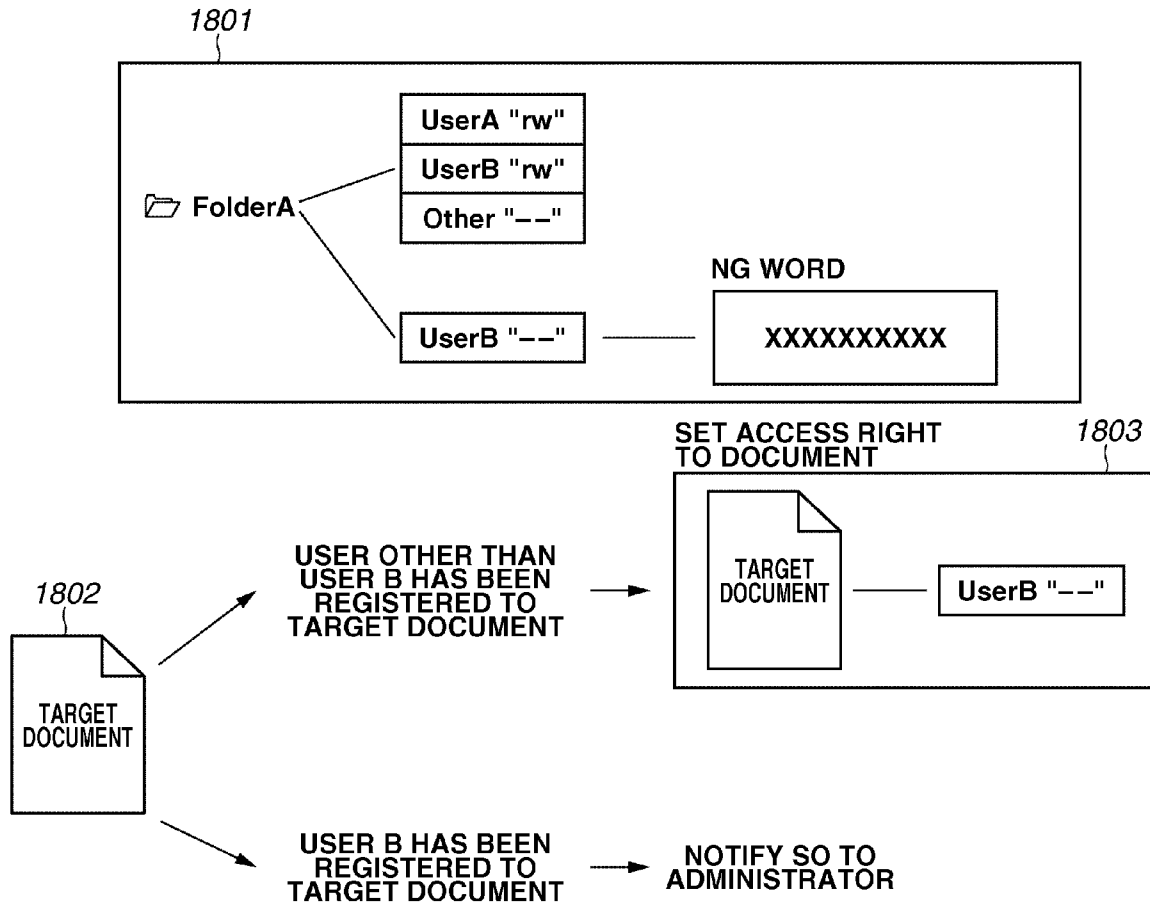 1801
UserA "rw"
UserB "rw"
FolderA
Other "−−"
NG WORD
UserB "−−"
XXXXXXXXXX
SET ACCESS RIGHT
TO DOCUMENT
1803
USER OTHER THAN
USER B HAS BEEN
REGISTERED TO
TARGET DOCUMENT
TARGET
DOCUMENT
UserB "−−"
1802
TARGET
DOCUMENT
USER B HAS BEEN
REGISTERED TO
TARGET DOCUMENT
NOTIFY SO TO
ADMINISTRATOR